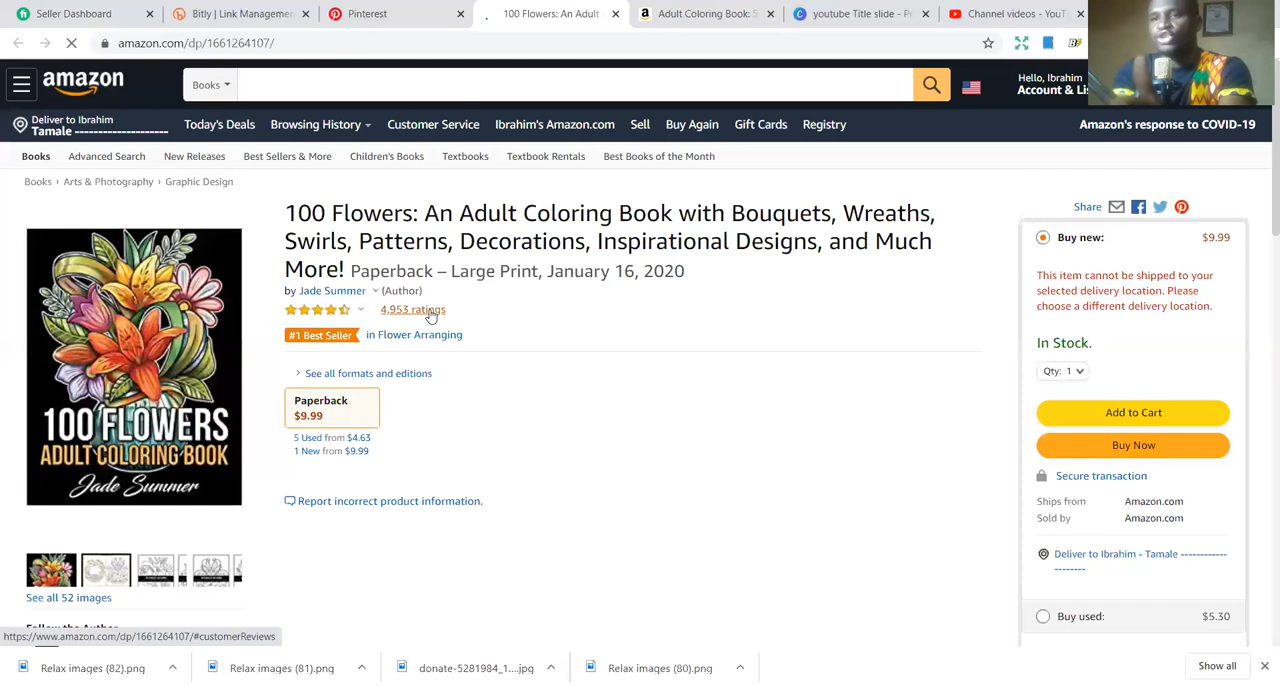 Seller Dashboard
Bitly | Link Managemen
Pinterest
100 Flowers: An Adult
Adult Coloring Book: S
youtube Title slide - P
Channel videos - YouT
amazon.com/dp/1661264107/
amazon
Books
Hello, Ibrahim
Account & Lis
Deliver to Ibrahim
Tamale ------------------
Today's Deals
Browsing History
Customer Service
Ibrahim's Amazon.com
Sell
Buy Again
Gift Cards
Registry
Amazon's response to COVID-19
Books
Advanced Search
New Releases
Best Sellers & More
Children's Books
Textbooks
Textbook Rentals
Best Books of the Month
Books › Arts & Photography › Graphic Design
100 Flowers: An Adult Coloring Book with Bouquets, Wreaths,
Swirls, Patterns, Decorations, Inspirational Designs, and Much
More! Paperback – Large Print, January 16, 2020
by Jade Summer (Author)
4,953 ratings
#1 Best Seller in Flower Arranging
See all formats and editions
Paperback
$9.99
5 Used from $4.63
1 New from $9.99
Report incorrect product information.
100 FLOWERS
ADULT COLORING BOOK
Jade Summer
See all 52 images
Follow the Author
Share
Buy new: $9.99
This item cannot be shipped to your
selected delivery location. Please
choose a different delivery location.
In Stock.
Qty: 1
Add to Cart
Buy Now
Secure transaction
Ships from Amazon.com
Sold by Amazon.com
Deliver to Ibrahim - Tamale ------------
--------
Buy used: $5.30
https://www.amazon.com/dp/1661264107/#customerReviews
Relax images (82).png
Relax images (81).png
donate-5281984_1....jpg
Relax images (80).png
Show all